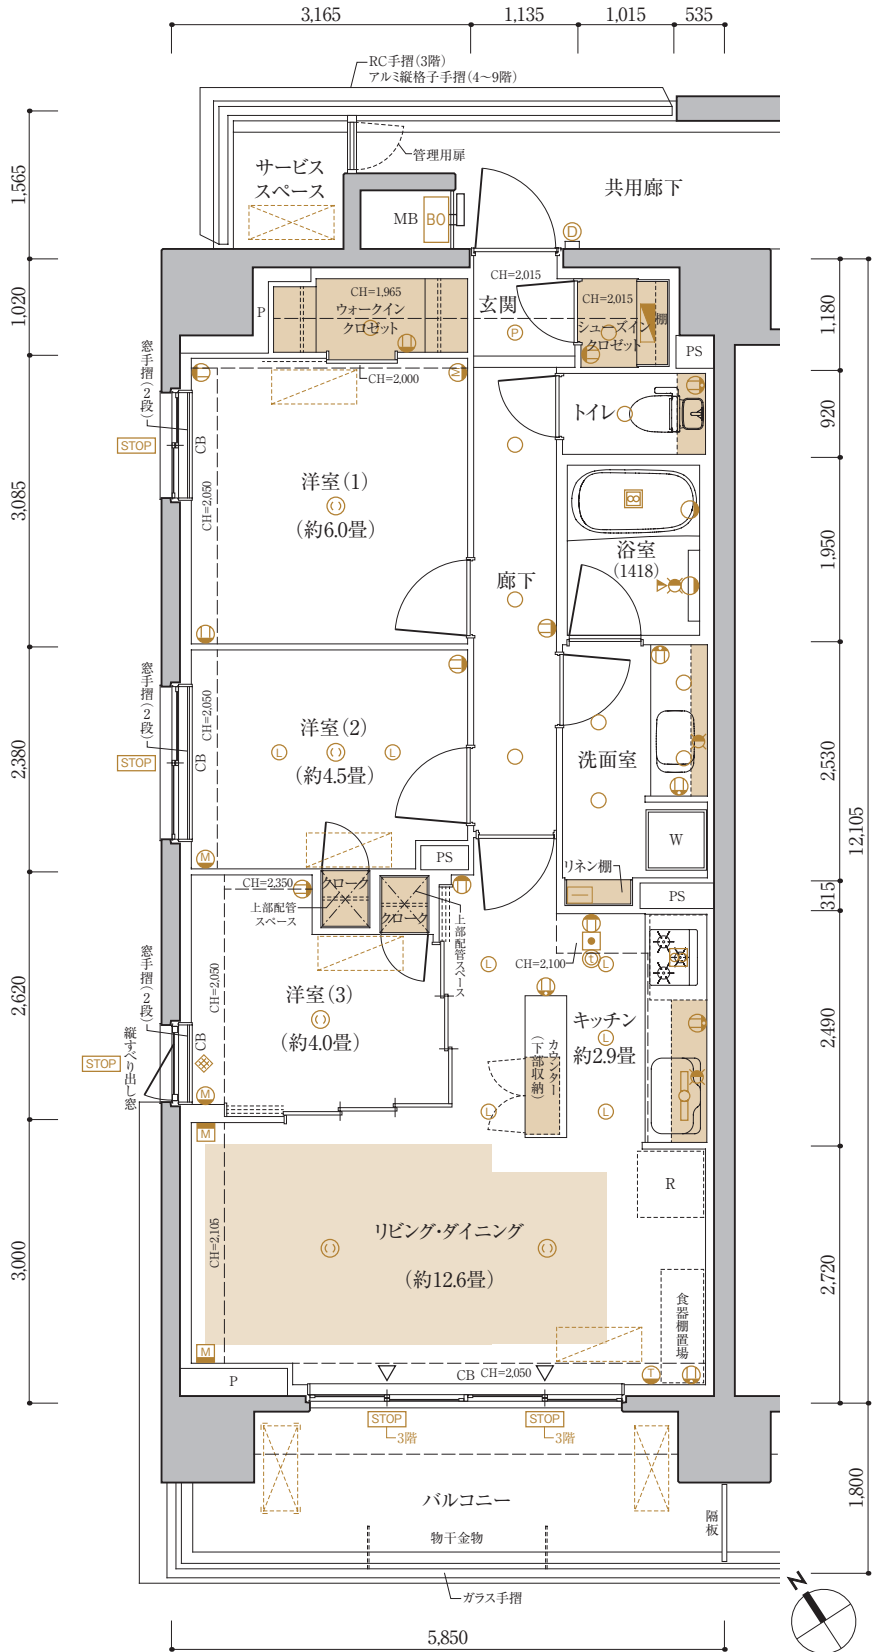 3,165
1,135
1,015
535
RC手摺(3階)
アルミ縦格子手摺(4〜9階)
管理用扉
サービス
スペース
共用廊下
MB
BO
D
1,565
1,020
3,085
2,380
2,620
3,000
1,180
920
1,950
2,530
315
2,490
2,720
12,105
1,800
P
CH=1,965
ウォークイン
クロゼット
CH=2,015
玄関
P
CH=2,015
シューズイン
クロゼット
棚
PS
窓手摺(2段)
STOP
CB
CH=2,050
CH=2,000
M
洋室(1)
(約6.0畳)
トイレ
浴室
(1418)
廊下
窓手摺(2段)
STOP
CB
CH=2,050
洋室(2)
L
L
(約4.5畳)
M
洗面室
W
PS
リネン棚
PS
CH=2,350
クローク
上部配管
スペース
クローク
上部配管スペース
窓手摺(2段)
縦すべり出し窓
STOP
CB
CH=2,050
洋室(3)
(約4.0畳)
M
M
L
CH=2,100
t
L
キッチン
L
約2.9畳
カウンター
(下部収納)
L
L
R
CH=2,105
リビング・ダイニング
(約12.6畳)
食器棚置場
M
P
CB
CH=2,050
T
STOP
3階
STOP
3階
バルコニー
物干金物
隔板
ガラス手摺
N
5,850